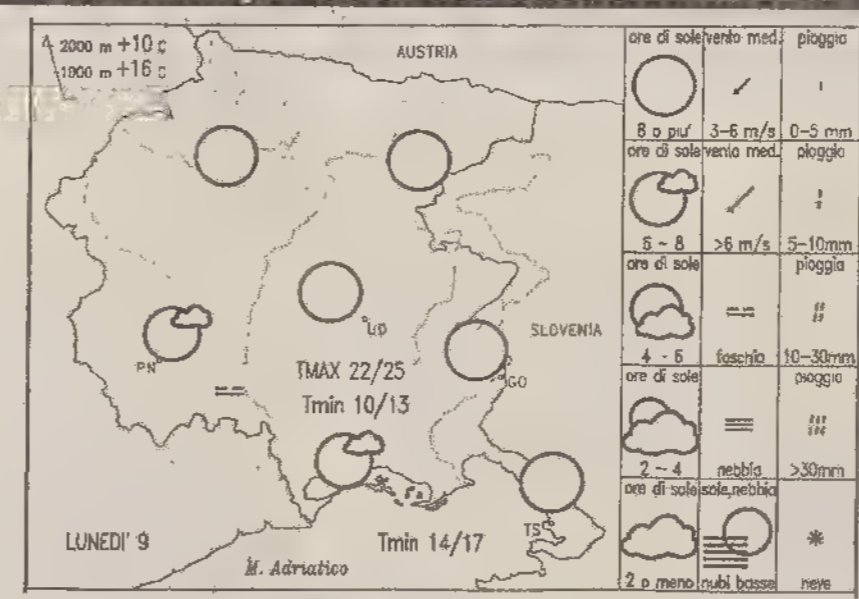 2000 m +10 c
1000 m +16 c
AUSTRIA
SLOVENIA
UD
PN
GO
TMAX 22/25
Tmin 10/13
LUNEDI' 9
Tmin 14/17
TS
M. Adriatico
ore di sole vento med. pioggia
8 o piu' 3-6 m/s 0-5 mm
ore di sole vento med. pioggia
6 - 8 >6 m/s 5-10mm
ore di sole pioggia
4 - 6 foschia 10-30mm
ore di sole pioggia
2 - 4 nebbia >30mm
ore di sole sole,nebbia
2 o meno nubi basse neve